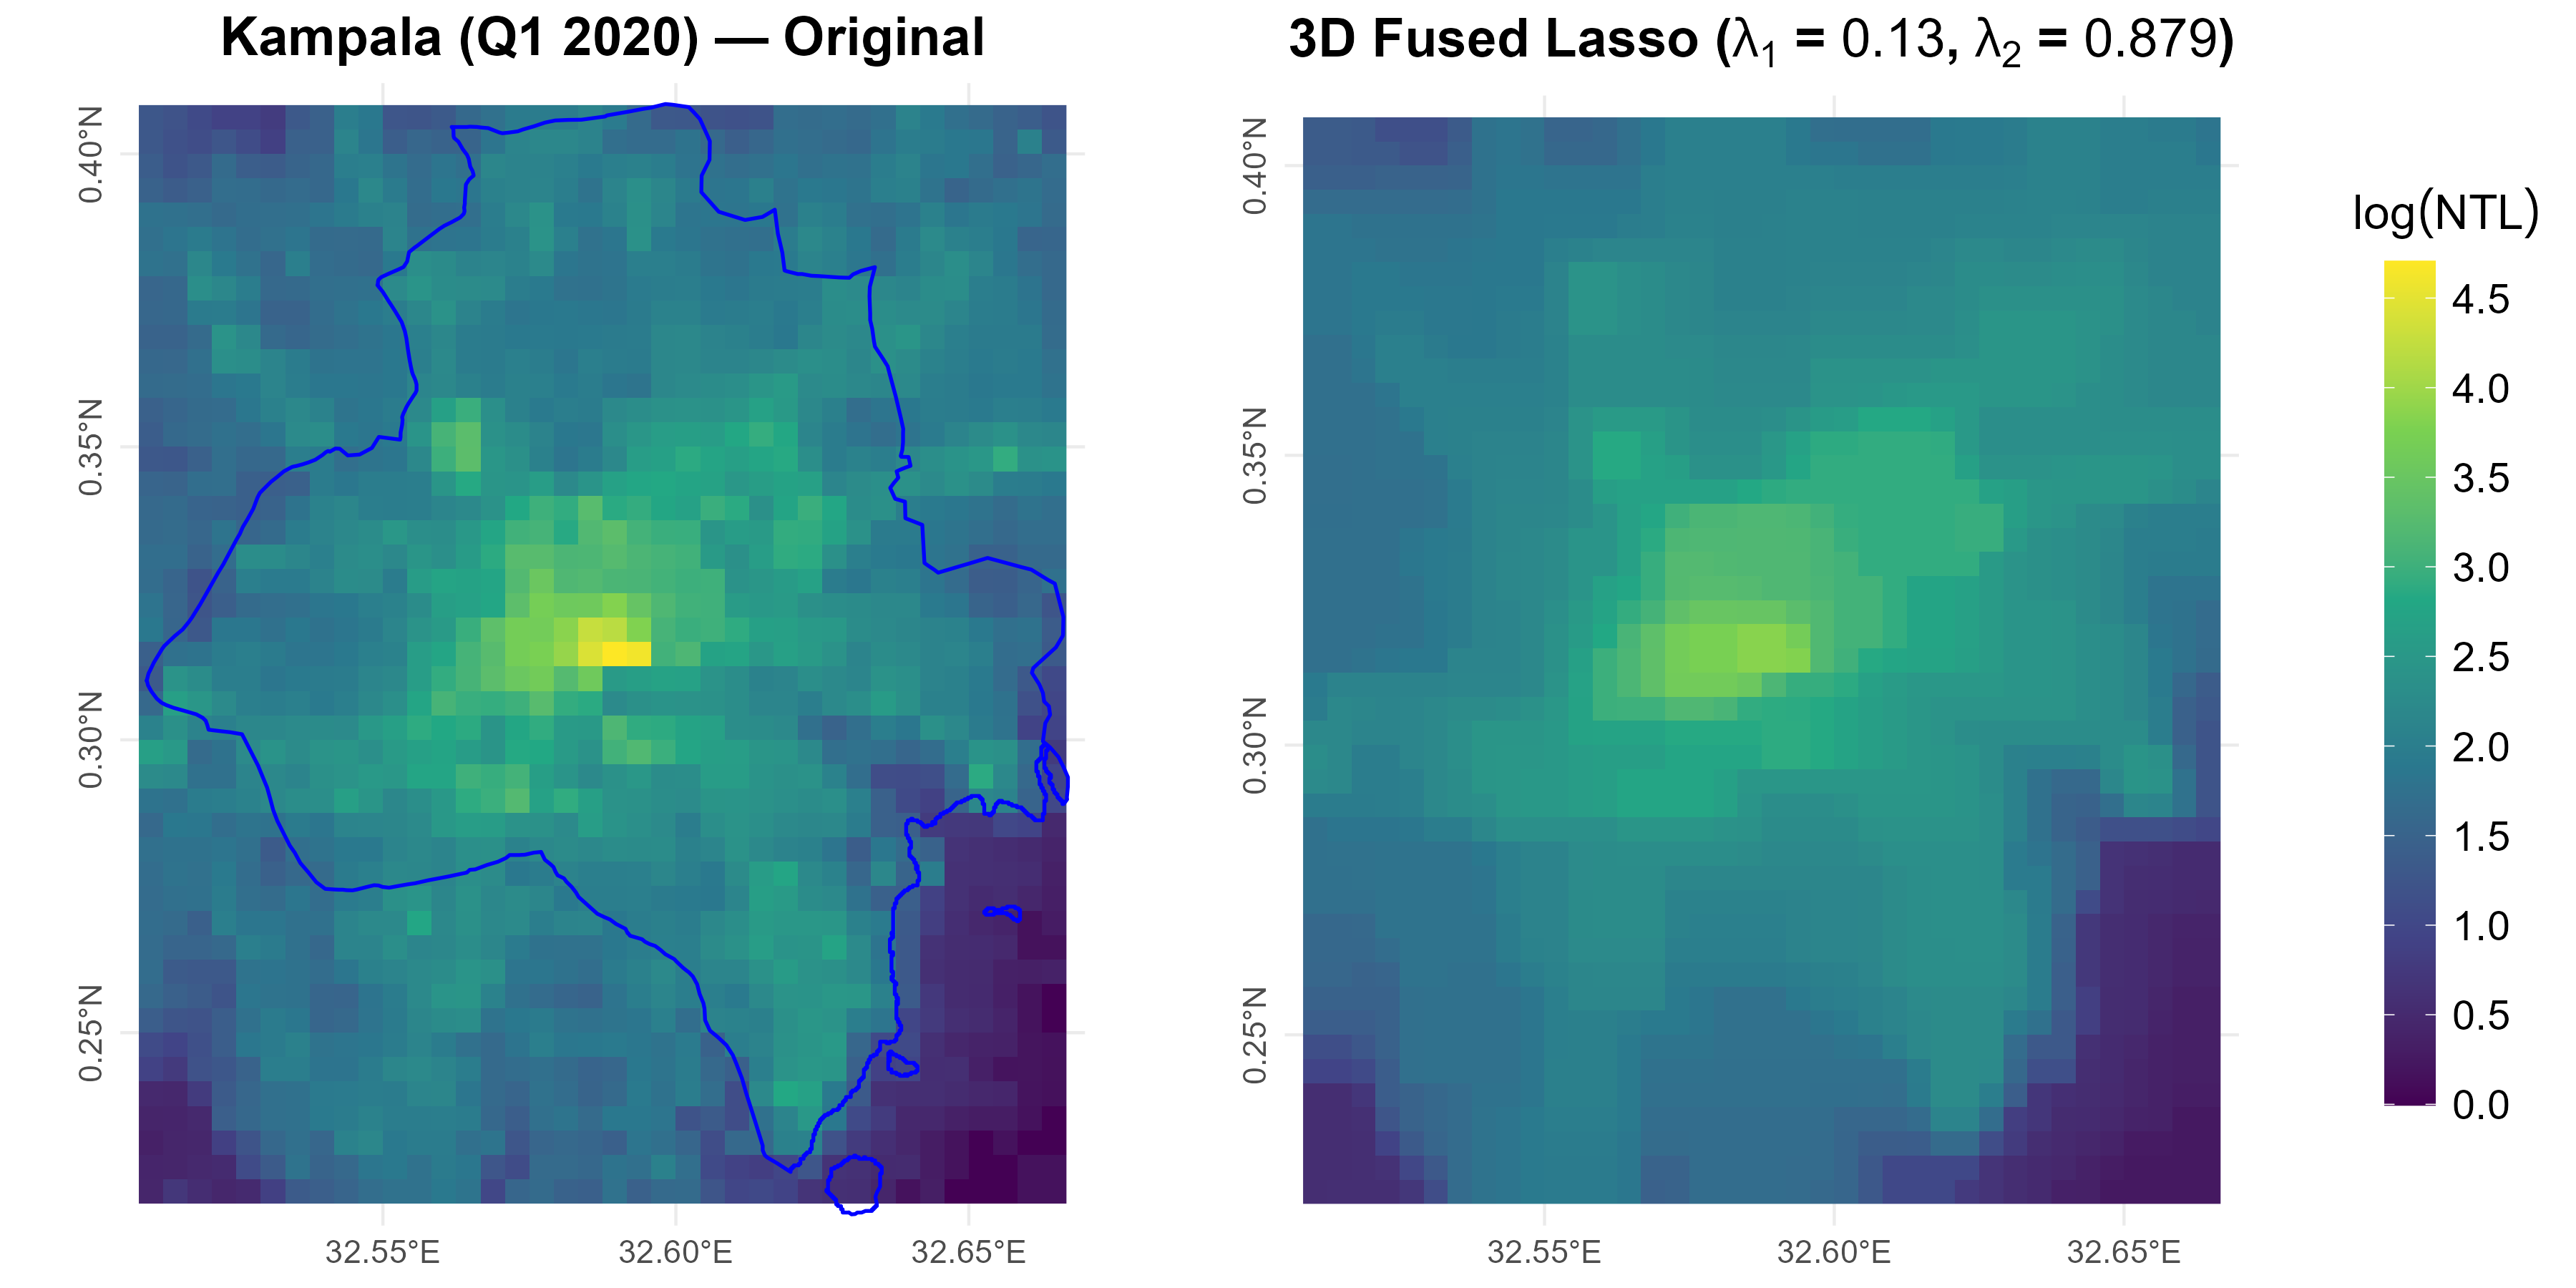 Kampala (Q1 2020) — Original
0.40°N
0.35°N
0.30°N
0.25°N
32.55°E 32.60°E 32.65°E
3D Fused Lasso (λ₁ = 0.13, λ₂ = 0.879)
0.40°N
0.35°N
0.30°N
0.25°N
32.55°E 32.60°E 32.65°E
log(NTL)
4.5
4.0
3.5
3.0
2.5
2.0
1.5
1.0
0.5
0.0